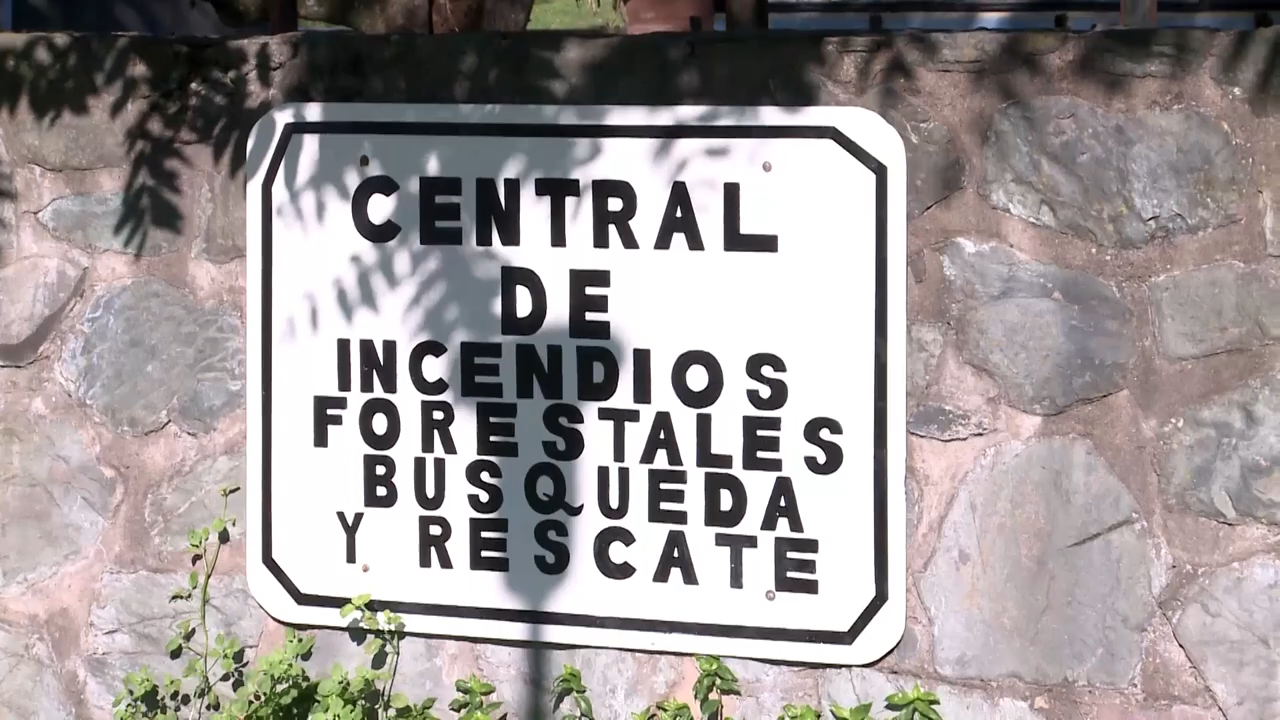 CENTRAL
DE
INCENDIOS
FORESTALES
BUSQUEDA
Y RESCATE